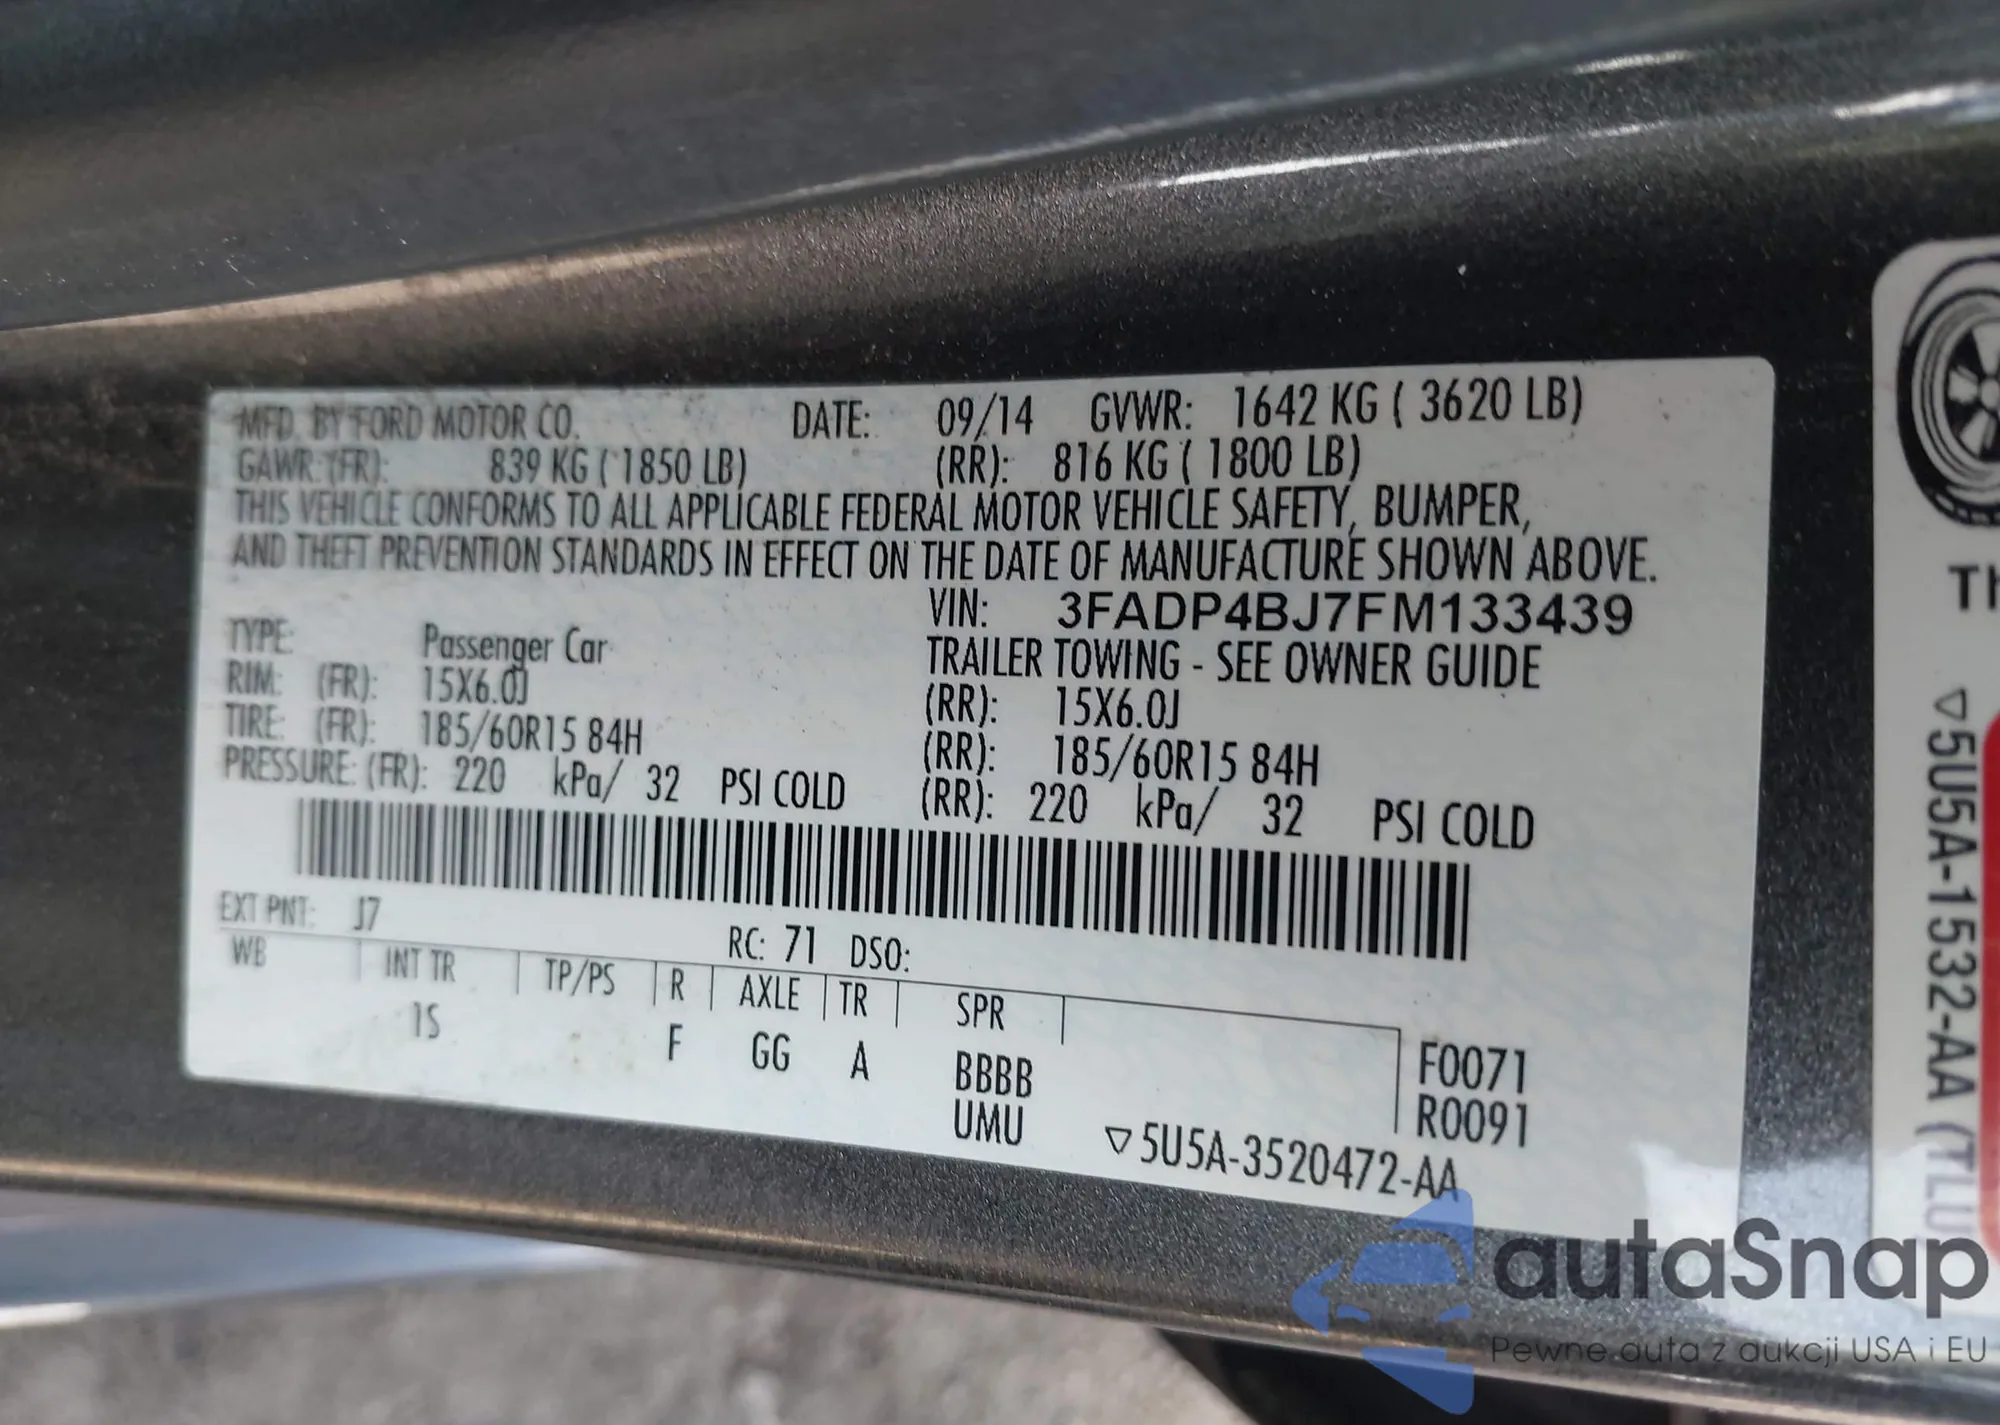 MFD. BY FORD MOTOR CO. DATE: 09/14 GVWR: 1642 KG ( 3620 LB)
GAWR: (FR): 839 KG ( 1850 LB) (RR): 816 KG ( 1800 LB)
THIS VEHICLE CONFORMS TO ALL APPLICABLE FEDERAL MOTOR VEHICLE SAFETY, BUMPER,
AND THEFT PREVENTION STANDARDS IN EFFECT ON THE DATE OF MANUFACTURE SHOWN ABOVE.
VIN: 3FADP4BJ7FM133439
TYPE: Passenger Car TRAILER TOWING - SEE OWNER GUIDE
RIM: (FR): 15X6.0J (RR): 15X6.0J
TIRE: (FR): 185/60R15 84H (RR): 185/60R15 84H
PRESSURE: (FR): 220 kPa/ 32 PSI COLD (RR): 220 kPa/ 32 PSI COLD
EXT PNT: J7 RC: 71 DSO:
WB INT TR TP/PS R AXLE TR SPR
1S F GG A BBBB F0071
UMU R0091
▽5U5A-3520472-AA
▽5U5A-1532-AA (TLU
autaSnap
Pewne auta z aukcji USA i EU